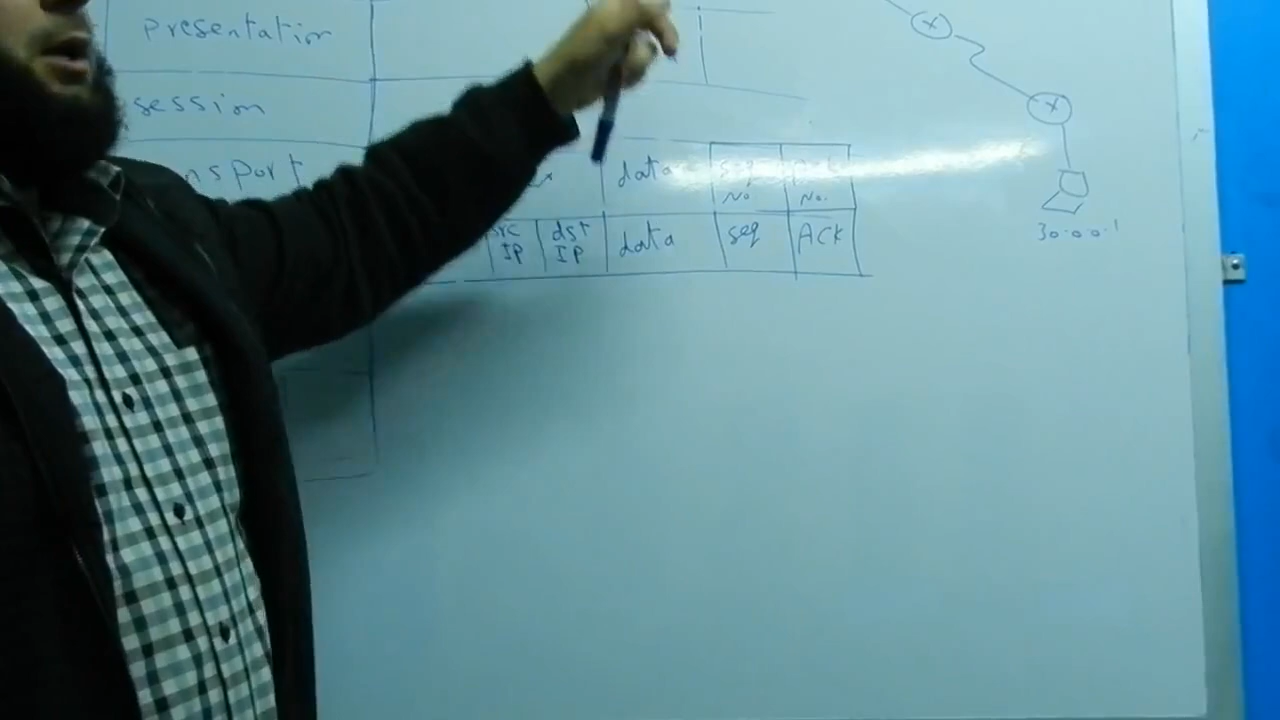 presentation
session
nsport
data
No
No.
src IP
dst IP
data
seq
ACK
30.0.0.1